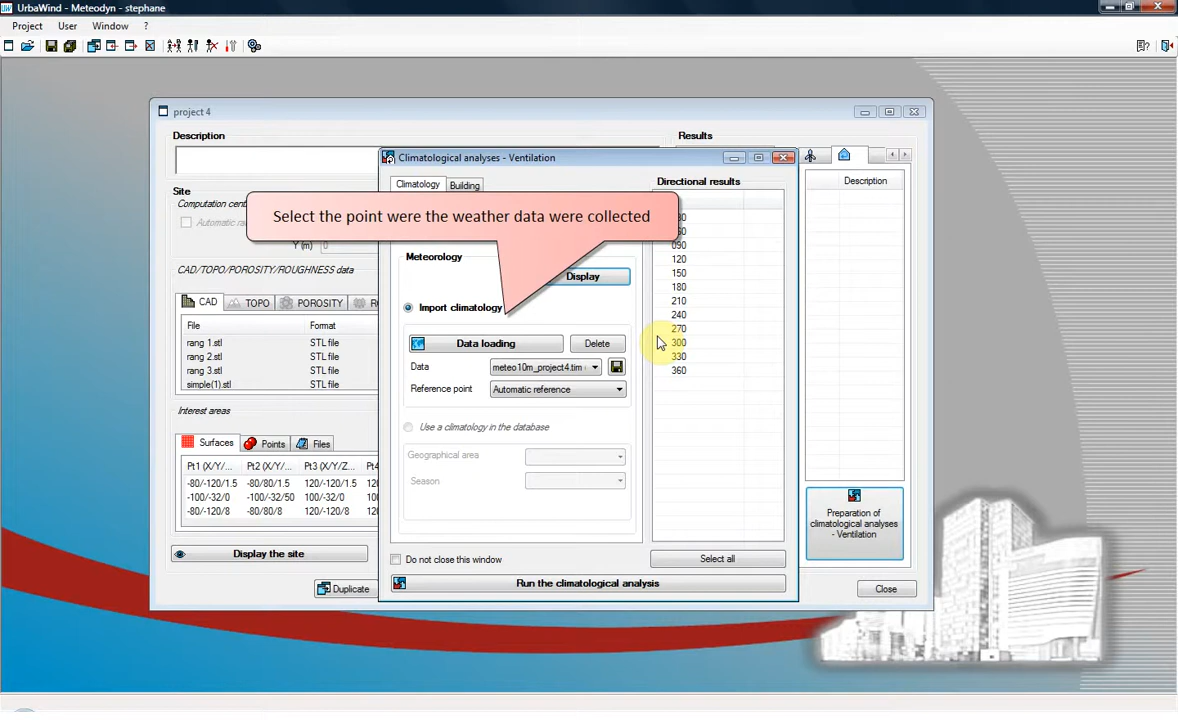 UrbaWind - Meteodyn - stephane
Project User Window ?
project 4
Description
Results
Climatological analyses - Ventilation
Climatology Building
Directional results
Description
Site
Computation cent
Automatic ra
Y (m) 0
Select the point were the weather data were collected
Meteorology
Display
CAD/TOPO/POROSITY/ROUGHNESS data
CAD TOPO POROSITY R
File Format
rang 1.stl STL file
rang 2.stl STL file
rang 3.stl STL file
simple(1).stl STL file
Import climatology
Data loading Delete
Data meteo10m_project4.tim
Reference point Automatic reference
Use a climatology in the database
Geographical area
Season
090
120
150
180
210
240
270
300
330
360
Interest areas
Surfaces Points Files
Pt1 (X/Y/... Pt2 (X/Y/... Pt3 (X/Y/Z... Pt4
-80/-120/1.5 -80/80/1.5 120/-120/1.5 120
-100/-32/0 -100/-32/50 100/-32/0 100
-80/-120/8 -80/80/8 120/-120/8 120
Display the site
Duplicate
Do not close this window
Select all
Run the climatological analysis
Preparation of
climatological analyses
- Ventilation
Close